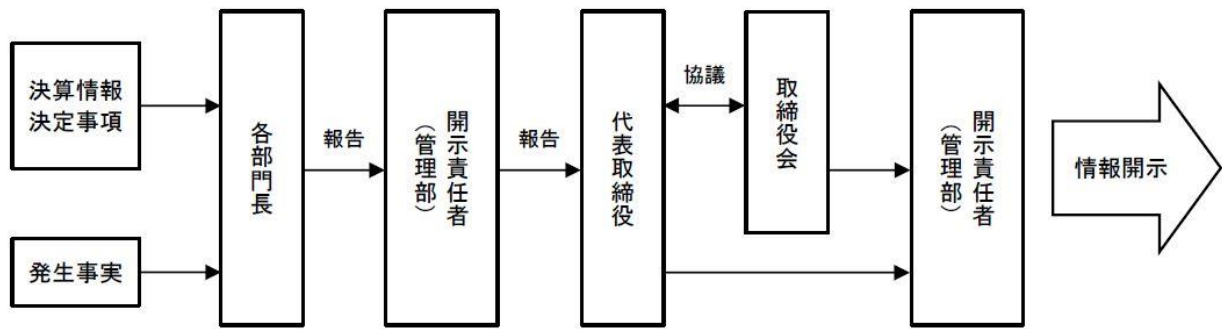 決算情報
決定事項
発生事実
各部門長
報告
開示責任者
（管理部）
報告
代表取締役
協議
取締役会
開示責任者
（管理部）
情報開示